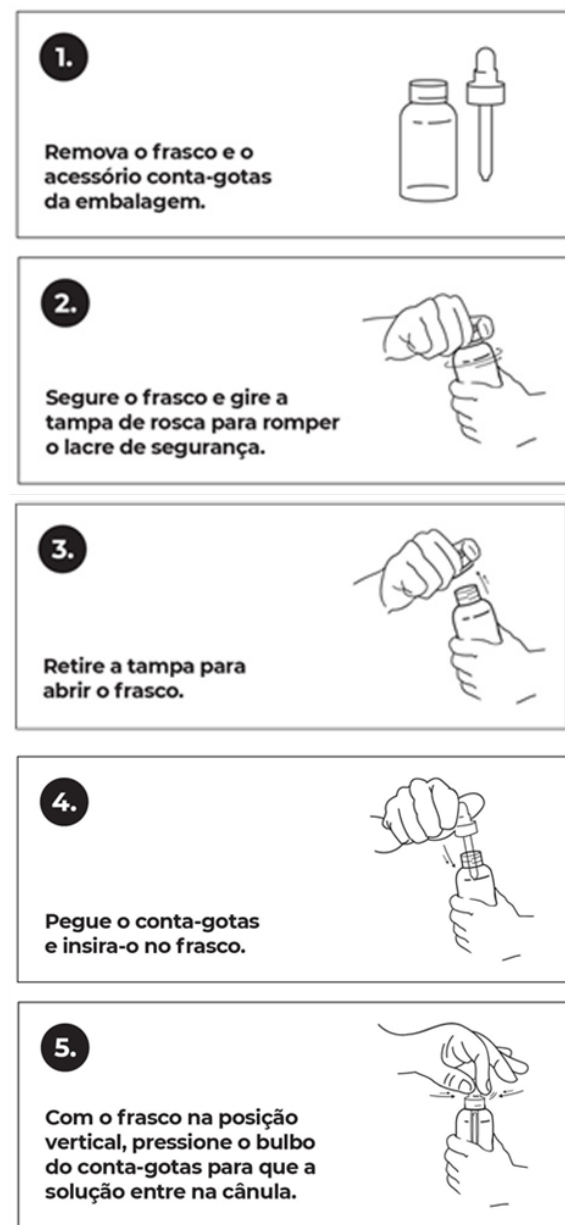 1.
Remova o frasco e o
acessório conta-gotas
da embalagem.
2.
Segure o frasco e gire a
tampa de rosca para romper
o lacre de segurança.
3.
Retire a tampa para
abrir o frasco.
4.
Pegue o conta-gotas
e insira-o no frasco.
5.
Com o frasco na posição
vertical, pressione o bulbo
do conta-gotas para que a
solução entre na cânula.